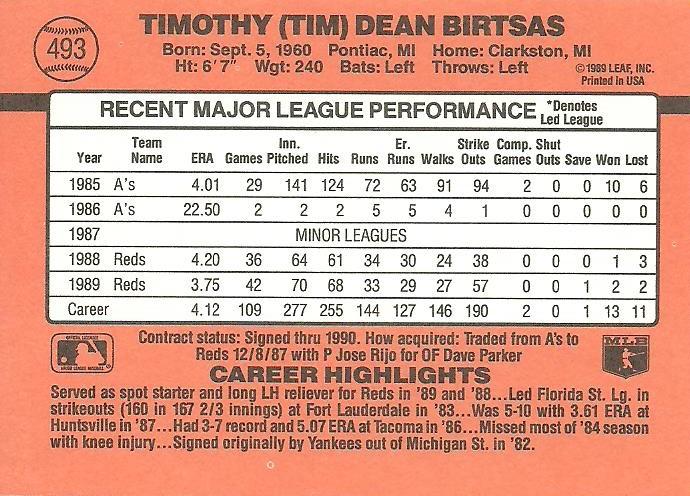 493
TIMOTHY (TIM) DEAN BIRTSAS
Born: Sept. 5, 1960 Pontiac, MI Home: Clarkston, MI
Ht: 6'7" Wgt: 240 Bats: Left Throws: Left
©1989 LEAF, INC.
Printed in USA
RECENT MAJOR LEAGUE PERFORMANCE *Denotes Led League
Year Team Name ERA Games Inn. Pitched Hits Runs Er. Runs Walks Strike Outs Comp. Games Shut Outs Save Won Lost
1985 A's 4.01 29 141 124 72 63 91 94 2 0 0 10 6
1986 A's 22.50 2 2 2 5 5 4 1 0 0 0 0 0
1987 MINOR LEAGUES
1988 Reds 4.20 36 64 61 34 30 24 38 0 0 0 1 3
1989 Reds 3.75 42 70 68 33 29 27 57 0 0 1 2 2
Career 4.12 109 277 255 144 127 146 190 2 0 1 13 11
Contract status: Signed thru 1990. How acquired: Traded from A's to
Reds 12/8/87 with P Jose Rijo for OF Dave Parker
MLB
CAREER HIGHLIGHTS
Served as spot starter and long LH reliever for Reds in '89 and '88...Led Florida St. Lg. in
strikeouts (160 in 167 2/3 innings) at Fort Lauderdale in '83...Was 5-10 with 3.61 ERA at
Huntsville in '87...Had 3-7 record and 5.07 ERA at Tacoma in '86...Missed most of '84 season
with knee injury...Signed originally by Yankees out of Michigan St. in '82.